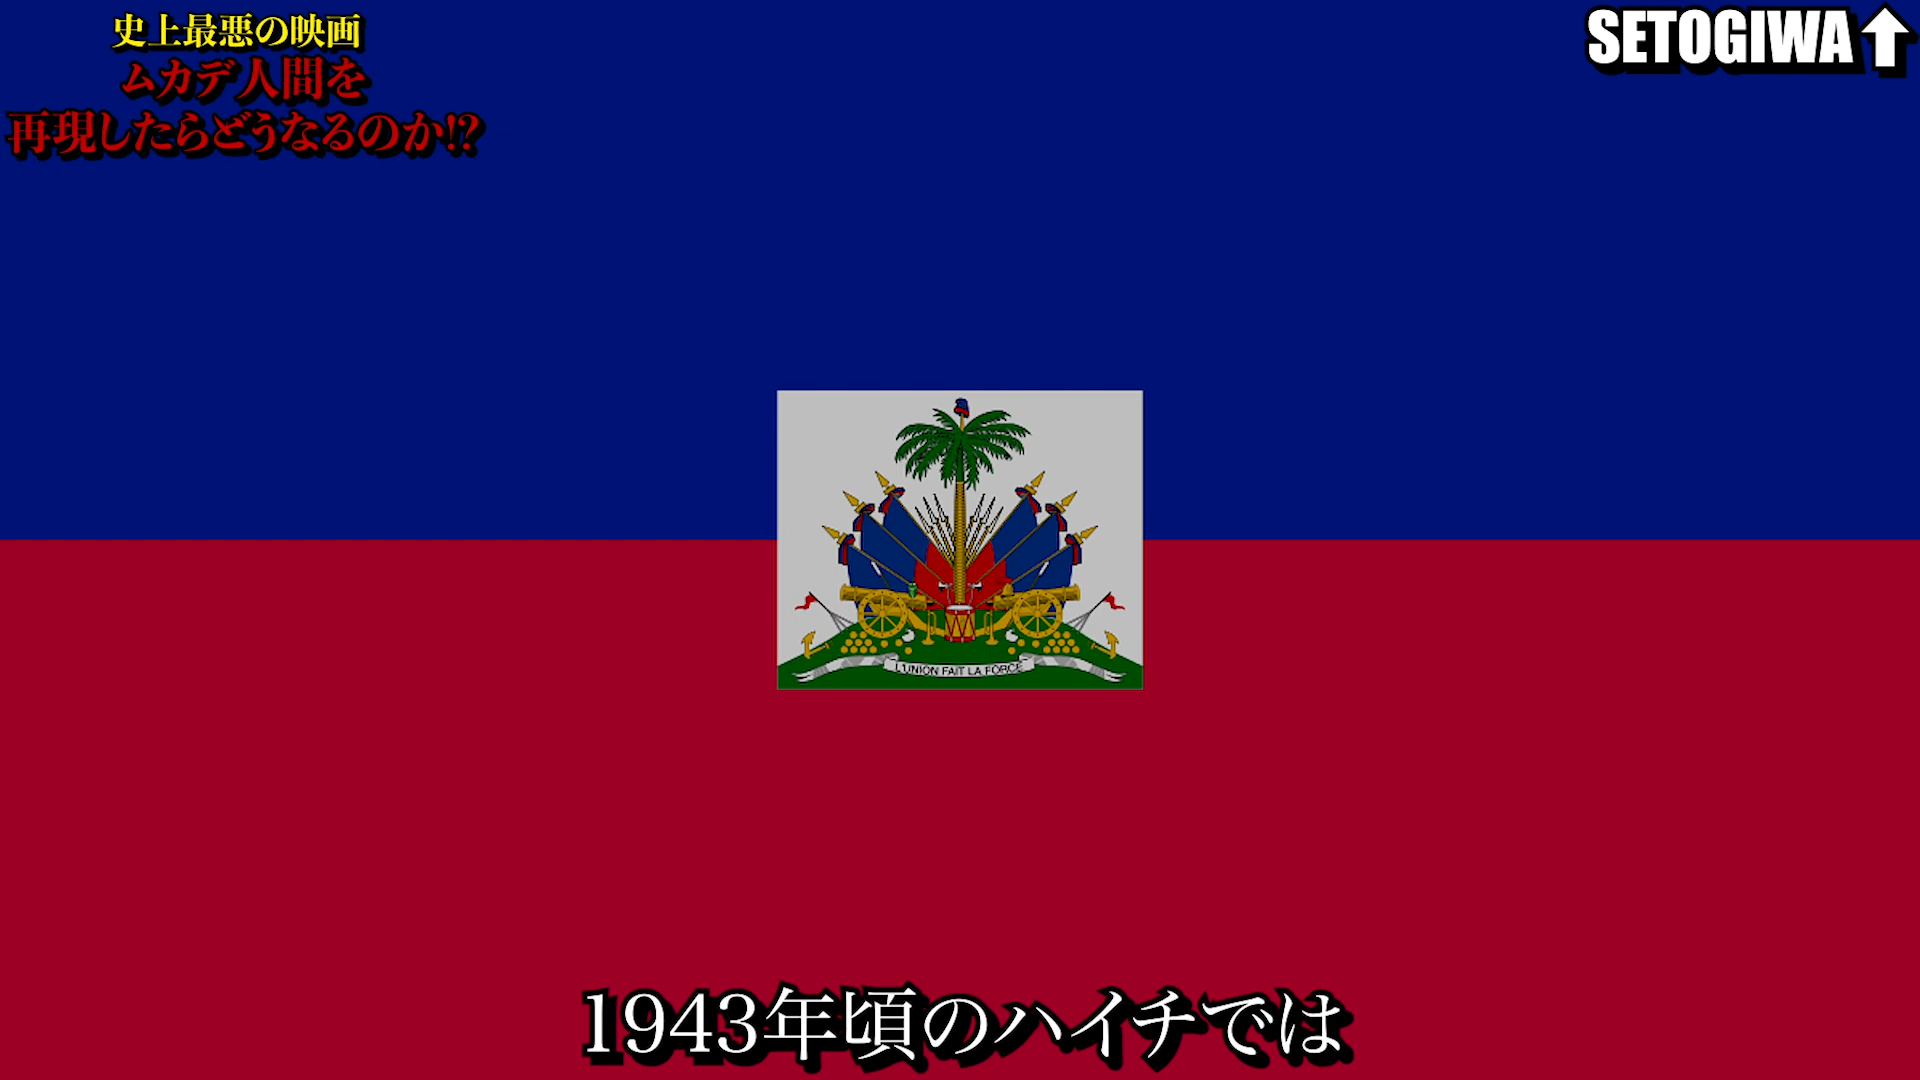 史上最悪の映画
ムカデ人間を
再現したらどうなるのか!?
SETOGIWA
L'UNION FAIT LA FORCE
1943年頃のハイチでは